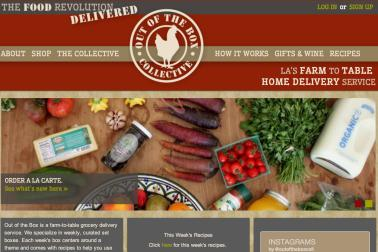 THE FOOD REVOLUTION
DELIVERED
LOG IN or SIGN UP
OUT OF THE BOX
COLLECTIVE
ABOUT SHOP THE COLLECTIVE
HOW IT WORKS GIFTS & WINE RECIPES
LA'S FARM TO TABLE
HOME DELIVERY SERVICE
ORGANIC
ORDER A LA CARTE.
See what's new here »
Out of the Box is a farm-to-table grocery delivery
service. We specialize in weekly, curated set
boxes. Each week's box centers around a
theme and comes with recipes to help you use
This Week's Recipes
Click here for this week's recipes.
INSTAGRAMS